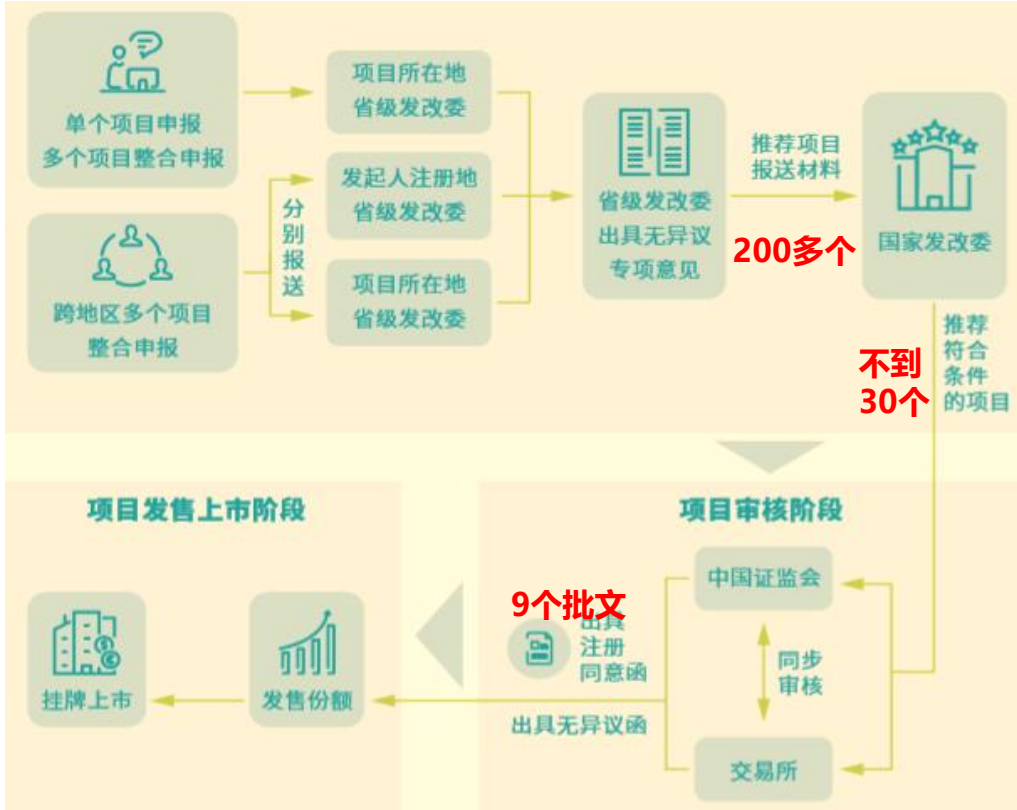 单个项目申报
多个项目整合申报
项目所在地
省级发改委
发起人注册地
省级发改委
项目所在地
省级发改委
分别报送
跨地区多个项目
整合申报
省级发改委
出具无异议
专项意见
推荐项目
报送材料
200多个
国家发改委
推荐
符合
条件
的项目
不到
30个
项目审核阶段
中国证监会
同步
审核
交易所
9个批文
出具
注册
同意函
出具无异议函
项目发售上市阶段
发售份额
挂牌上市